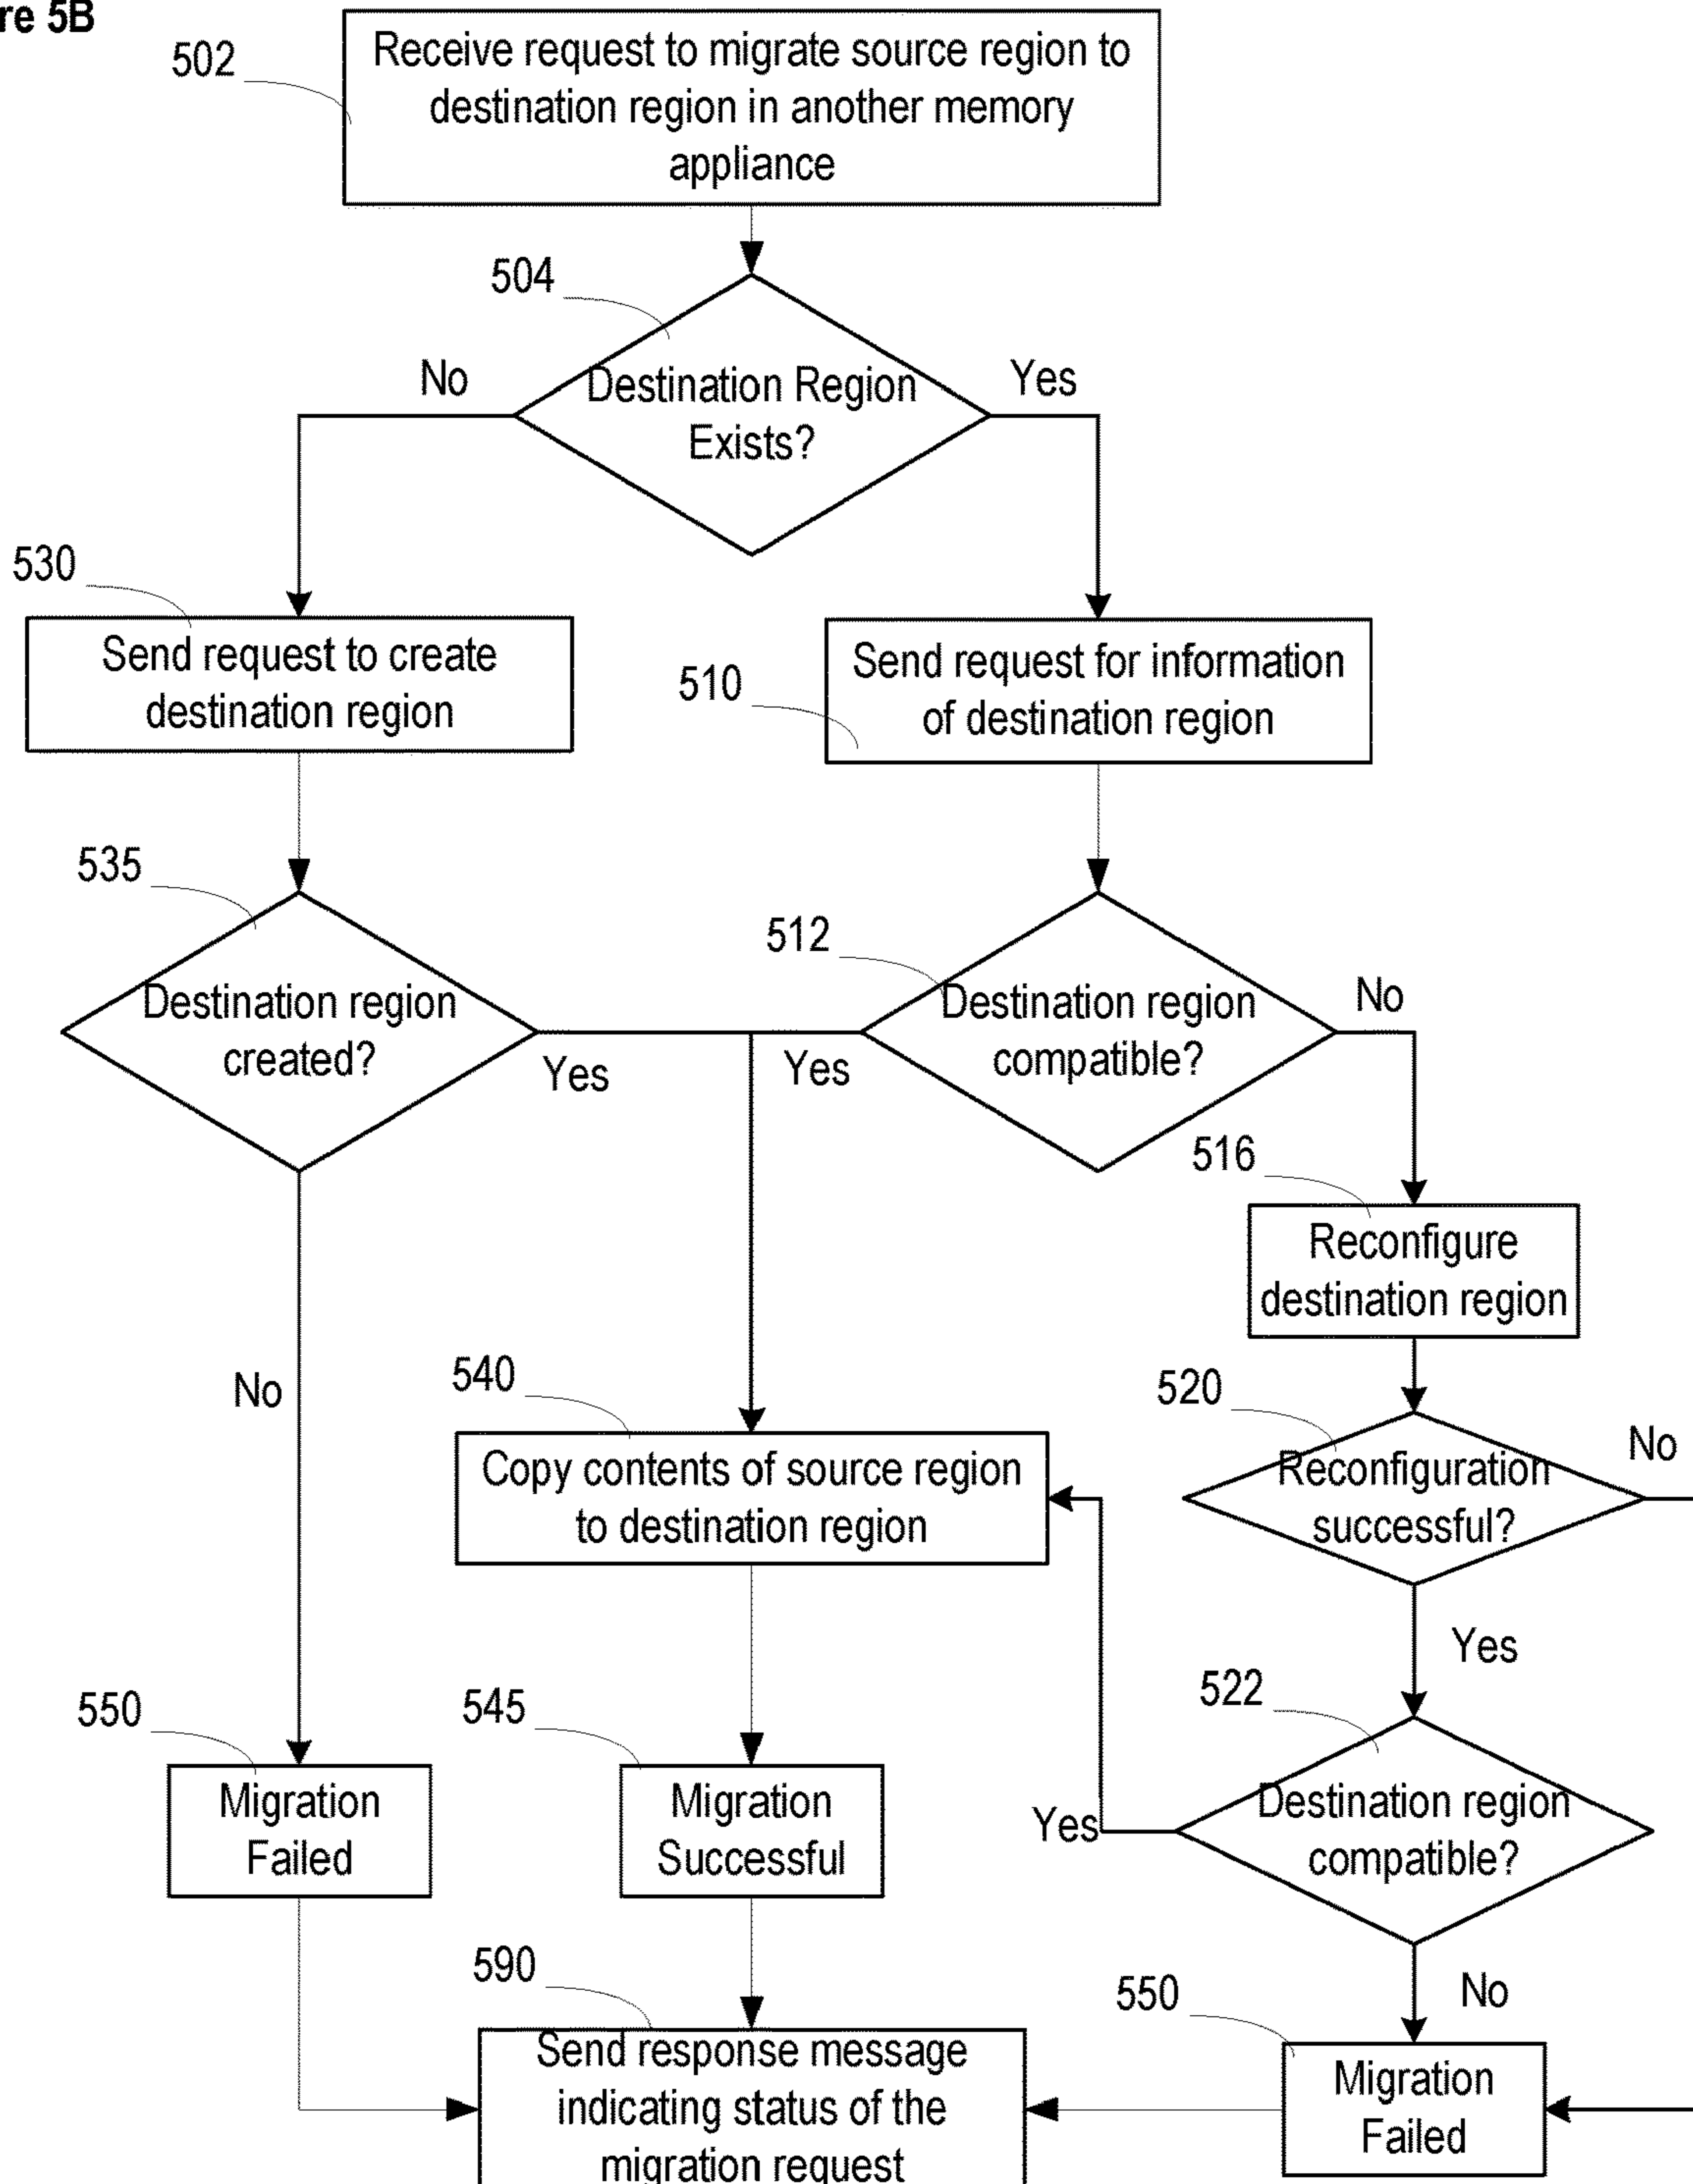 re 5B
502
Receive request to migrate source region to
destination region in another memory
appliance
504
No
Destination Region
Exists?
Yes
530
Send request to create
destination region
510
Send request for information
of destination region
535
Destination region
created?
Yes
512
Destination region
compatible?
Yes
No
516
Reconfigure
destination region
No
540
Copy contents of source region
to destination region
520
Reconfiguration
successful?
No
Yes
550
Migration
Failed
545
Migration
Successful
522
Destination region
compatible?
Yes
No
590
Send response message
indicating status of the
migration request
550
Migration
Failed